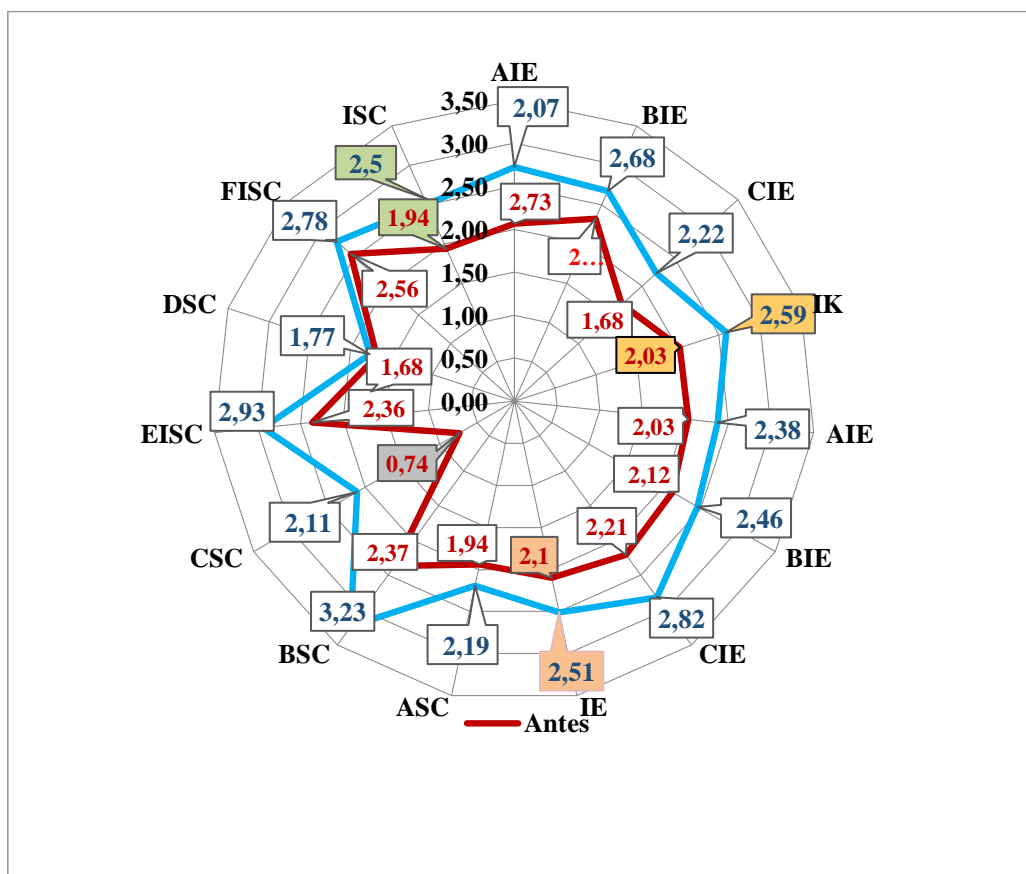 AIE
3,50
2,07
BIE
ISC
3,00
2,68
CIE
2,5
2,50
FISC
2,73
2,78
1,94
2,00
2,22
2...
1,50
2,56
DSC
IK
2,59
1,68
1,77
1,00
2,03
1,68
0,50
2,36
0,00
EISC
2,93
2,03
2,38
AIE
0,74
2,12
2,11
2,21
2,46
CSC
BIE
2,37
1,94
2,1
3,23
2,82
BSC
2,19
CIE
2,51
ASC
IE
Antes